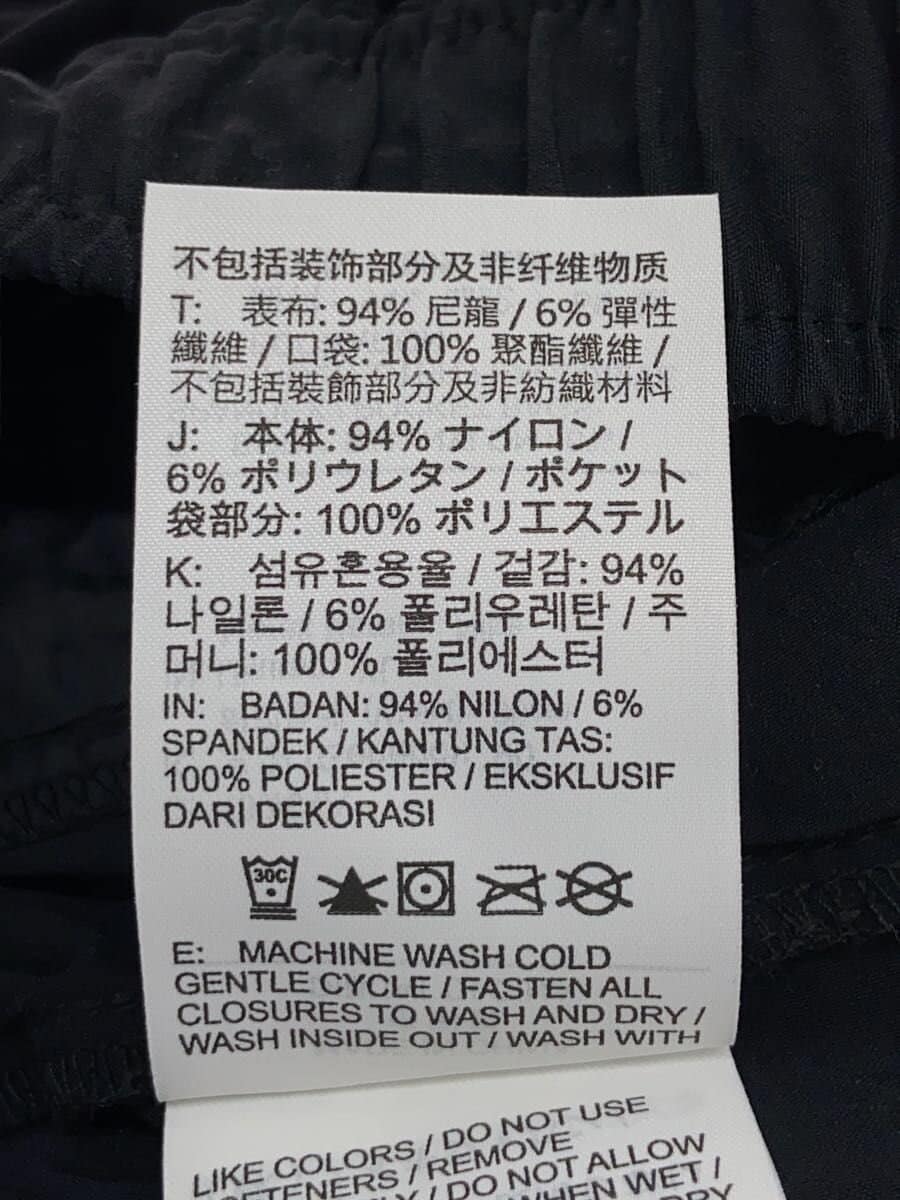 不包括装饰部分及非纤维物质
T: 表布: 94% 尼龍 / 6% 彈性
纖維 / 口袋: 100% 聚酯纖維 /
不包括裝飾部分及非紡織材料
J: 本体: 94% ナイロン /
6% ポリウレタン / ポケット
袋部分: 100% ポリエステル
K: 섬유혼용율 / 겉감: 94%
나일론 / 6% 폴리우레탄 / 주
머니: 100% 폴리에스터
IN: BADAN: 94% NILON / 6%
SPANDEK / KANTUNG TAS:
100% POLIESTER / EKSKLUSIF
DARI DEKORASI
30C
E: MACHINE WASH COLD
GENTLE CYCLE / FASTEN ALL
CLOSURES TO WASH AND DRY /
WASH INSIDE OUT / WASH WITH
LIKE COLORS / DO NOT USE
SOFTENERS / REMOVE
/ DO NOT ALLOW
WHEN WET /